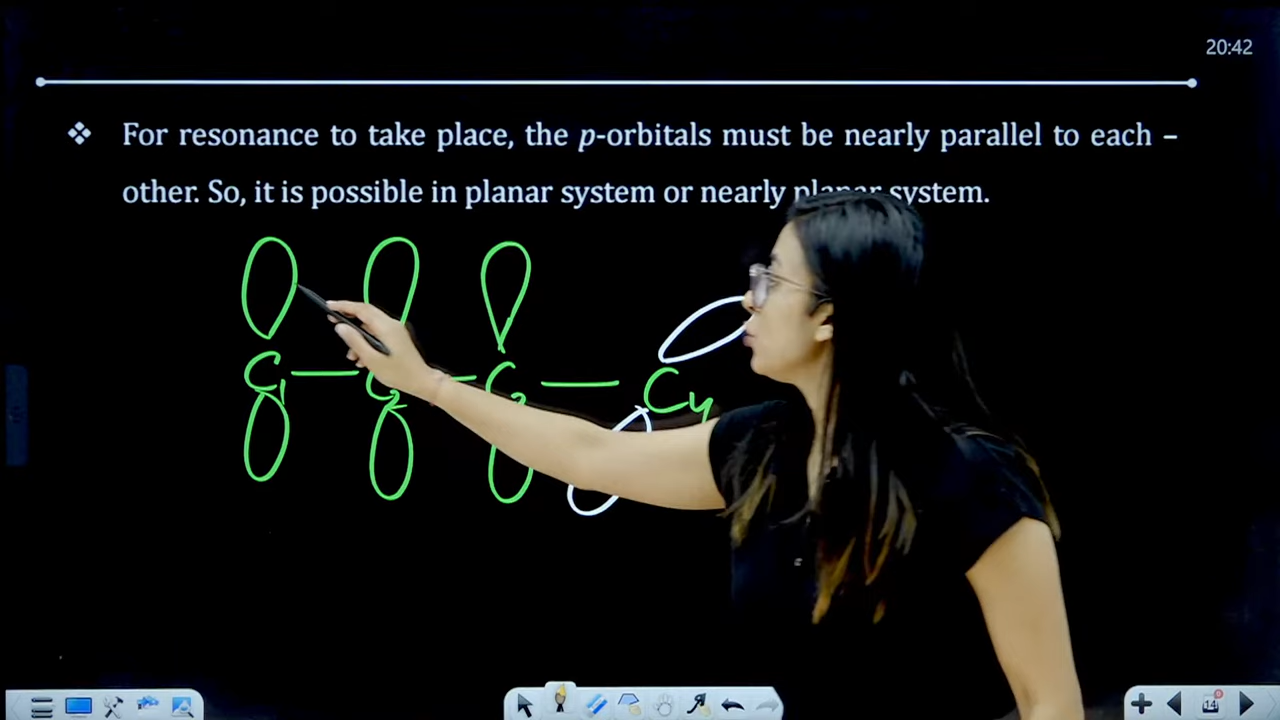 20:42
❖ For resonance to take place, the p-orbitals must be nearly parallel to each –
other. So, it is possible in planar system or nearly planar system.
C1 — C2 — C3 — C4
14